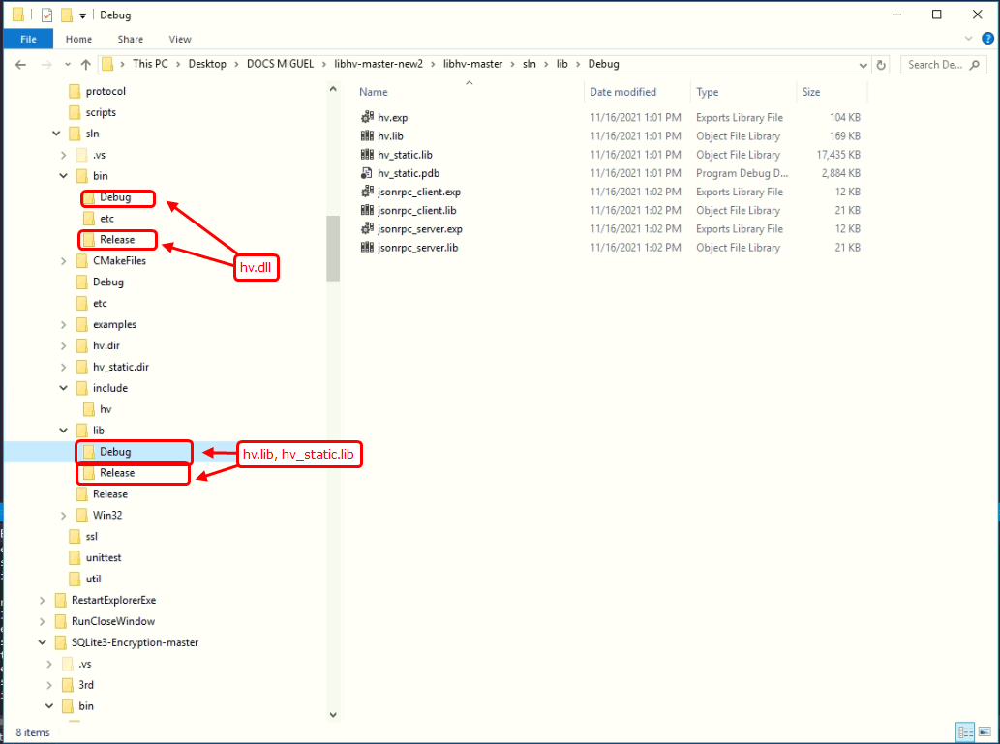 Debug
File Home Share View
This PC Desktop DOCS MIGUEL libhv-master-new2 libhv-master sln lib Debug
Search De...
protocol
scripts
sln
.vs
bin
Debug
etc
Release
CMakeFiles
Debug
etc
examples
hv.dir
hv_static.dir
include
hv
lib
Debug
Release
Release
Win32
ssl
unittest
util
RestartExplorerExe
RunCloseWindow
SQLite3-Encryption-master
.vs
3rd
bin
hv.dll
hv.lib, hv_static.lib
Name Date modified Type Size
hv.exp 11/16/2021 1:01 PM Exports Library File 104 KB
hv.lib 11/16/2021 1:01 PM Object File Library 169 KB
hv_static.lib 11/16/2021 1:01 PM Object File Library 17,435 KB
hv_static.pdb 11/16/2021 1:01 PM Program Debug D... 2,884 KB
jsonrpc_client.exp 11/16/2021 1:02 PM Exports Library File 12 KB
jsonrpc_client.lib 11/16/2021 1:02 PM Object File Library 21 KB
jsonrpc_server.exp 11/16/2021 1:02 PM Exports Library File 12 KB
jsonrpc_server.lib 11/16/2021 1:02 PM Object File Library 21 KB
8 items